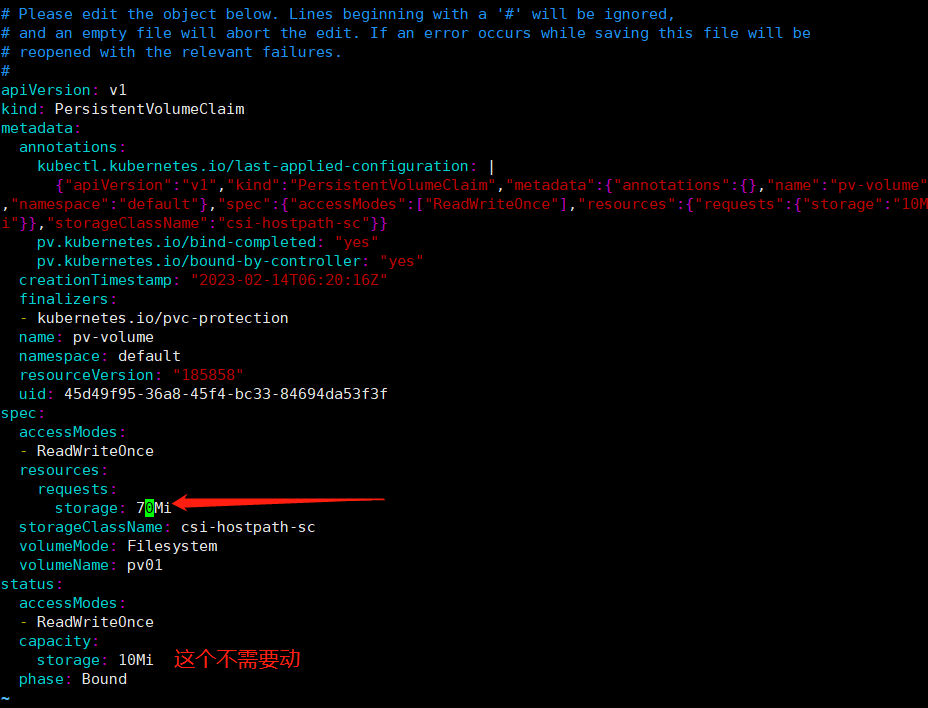 # Please edit the object below. Lines beginning with a '#' will be ignored,
# and an empty file will abort the edit. If an error occurs while saving this file will be
# reopened with the relevant failures.
#
apiVersion: v1
kind: PersistentVolumeClaim
metadata:
  annotations:
    kubectl.kubernetes.io/last-applied-configuration: |
      {"apiVersion":"v1","kind":"PersistentVolumeClaim","metadata":{"annotations":{},"name":"pv-volume"
,"namespace":"default"},"spec":{"accessModes":["ReadWriteOnce"],"resources":{"requests":{"storage":"10M
i"}},"storageClassName":"csi-hostpath-sc"}}
    pv.kubernetes.io/bind-completed: "yes"
    pv.kubernetes.io/bound-by-controller: "yes"
  creationTimestamp: "2023-02-14T06:20:16Z"
  finalizers:
  - kubernetes.io/pvc-protection
  name: pv-volume
  namespace: default
  resourceVersion: "185858"
  uid: 45d49f95-36a8-45f4-bc33-84694da53f3f
spec:
  accessModes:
  - ReadWriteOnce
  resources:
    requests:
      storage: 70Mi
  storageClassName: csi-hostpath-sc
  volumeMode: Filesystem
  volumeName: pv01
status:
  accessModes:
  - ReadWriteOnce
  capacity:
    storage: 10Mi 这个不需要动
  phase: Bound
~